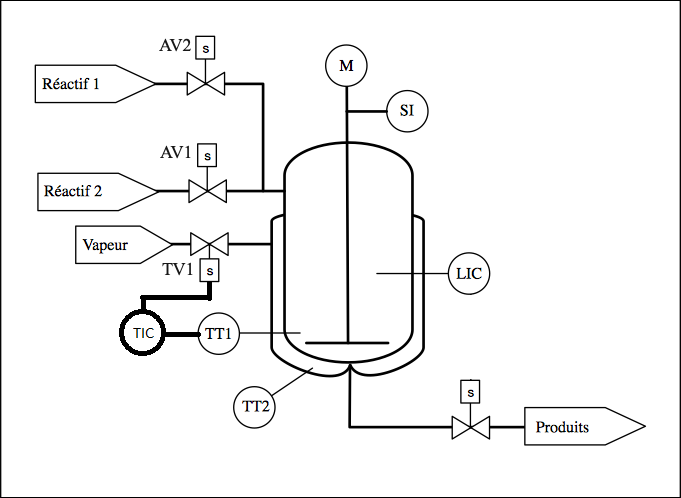 AV2
s
M
Réactif 1
SI
AV1
s
Réactif 2
Vapeur
TV1
s
LIC
TIC
TT1
s
TT2
Produits